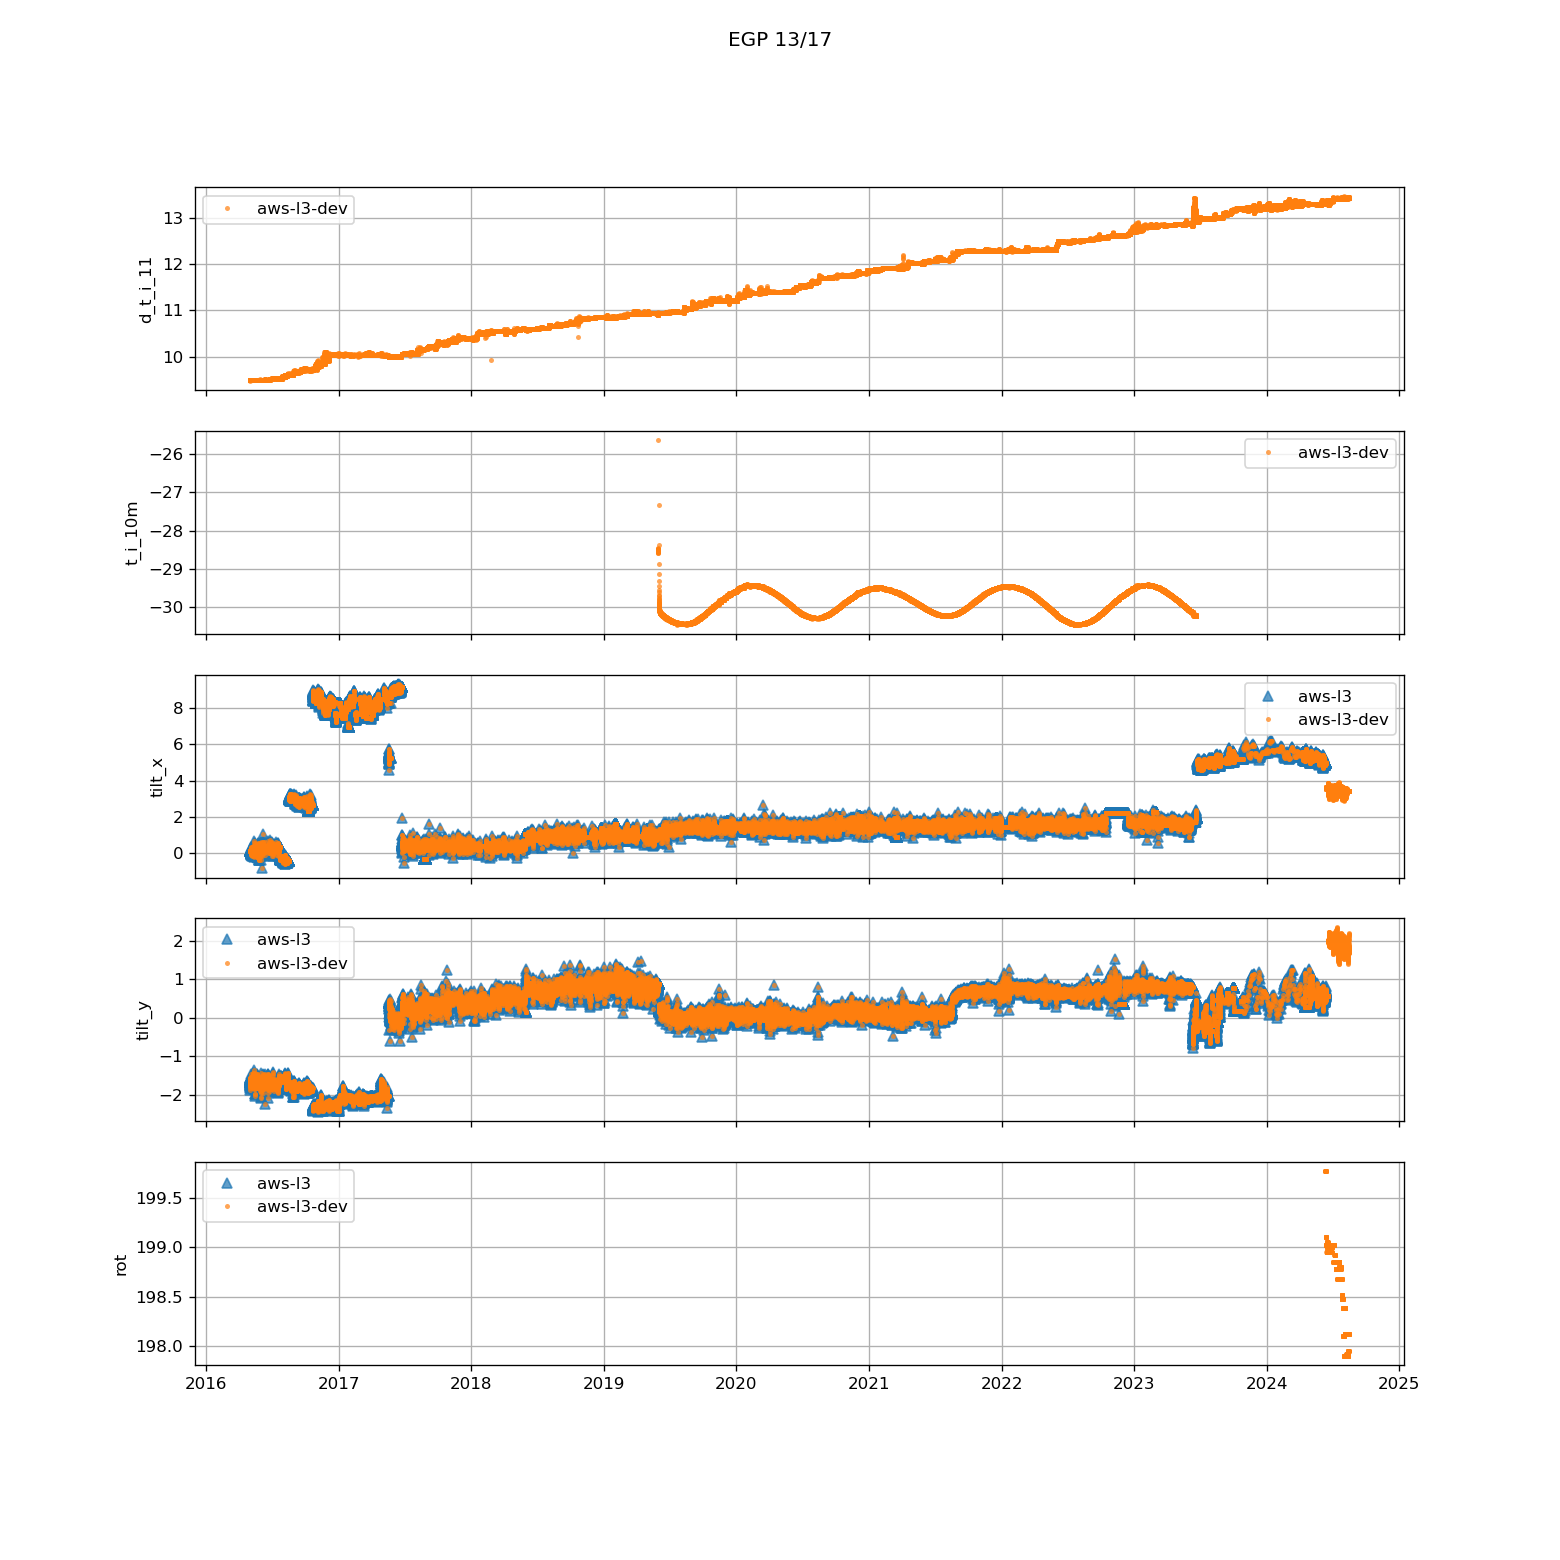 EGP 13/17
aws-l3-dev
13
12
11
10
d_t_i_11
aws-l3-dev
−26
−27
−28
−29
−30
t_i_10m
aws-l3
aws-l3-dev
8
6
4
2
0
tilt_x
aws-l3
aws-l3-dev
2
1
0
−1
−2
tilt_y
aws-l3
aws-l3-dev
199.5
199.0
198.5
198.0
rot
2016 2017 2018 2019 2020 2021 2022 2023 2024 2025